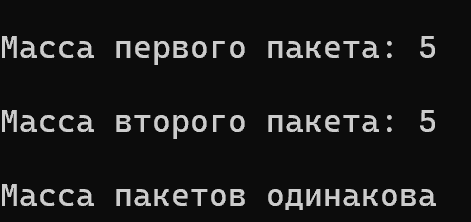 Масса первого пакета: 5
Масса второго пакета: 5
Масса пакетов одинакова